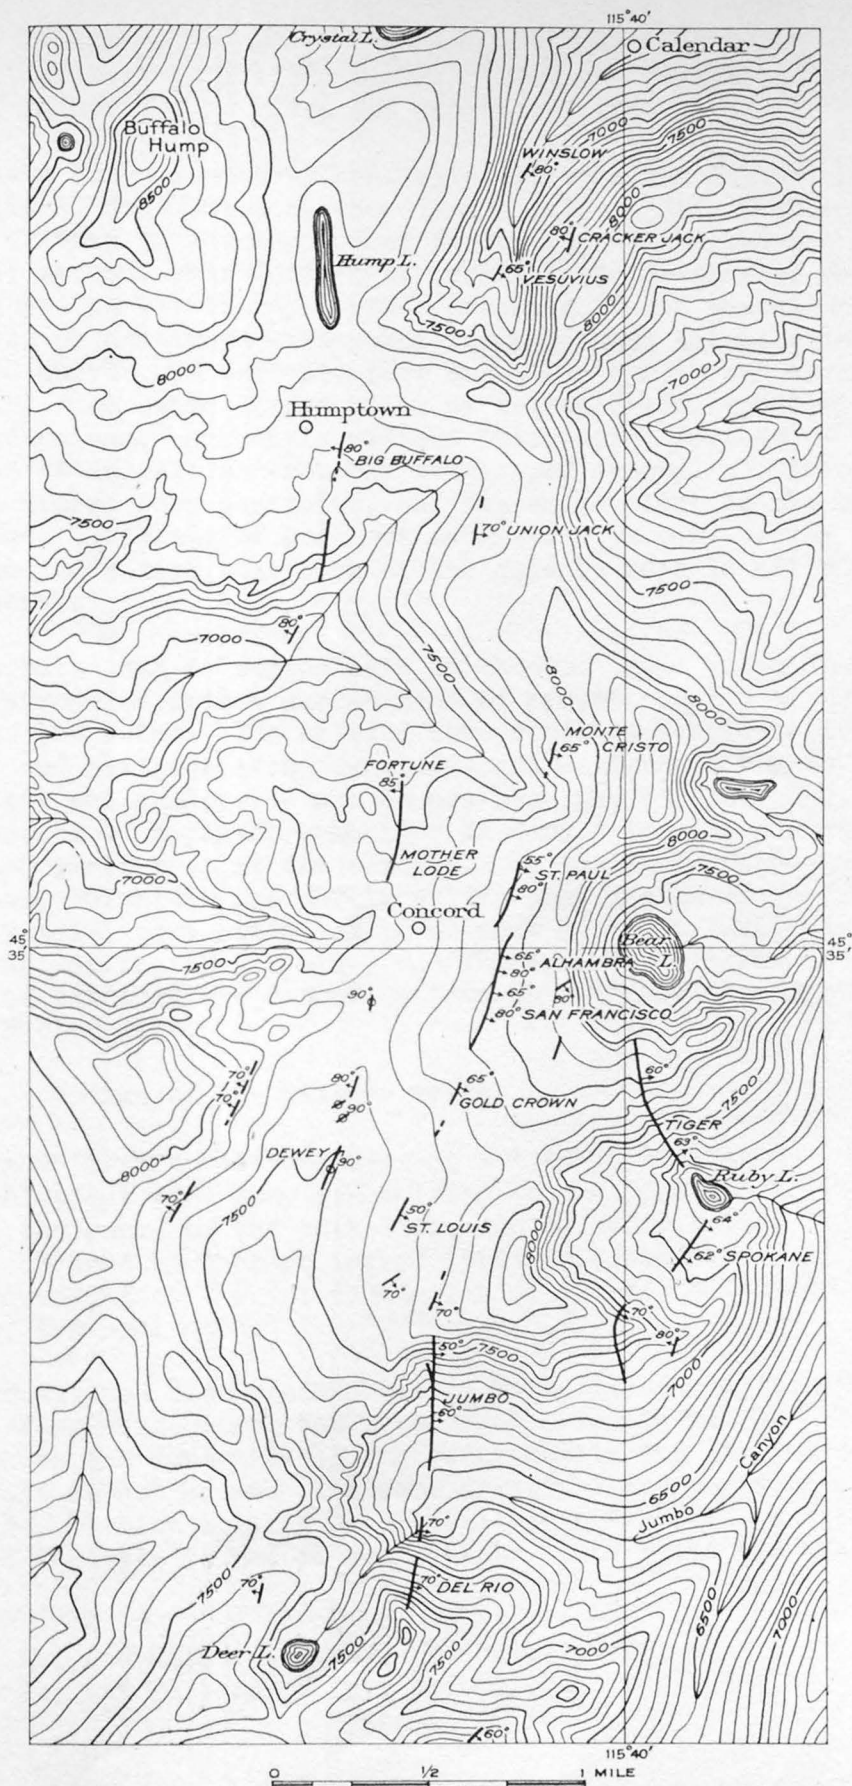 115°40'
Crystal L.
Calendar
Buffalo
Hump
7000
7500
WINSLOW
80°
8500
8000
80°
CRACKER JACK
Hump L.
65°
VESUVIUS
8000
7500
8000
7000
Humptown
80°
BIG BUFFALO
7500
70° UNION JACK
7500
80°
7000
7500
8000
8000
MONTE
65° CRISTO
FORTUNE
85°
8000
MOTHER
LODE
55°
ST. PAUL
7500
7000
80°
Concord
45°
35'
Bear
L.
45°
35'
65°
ALHAMBRA
7500
80°
90°
65°
80°
80° SAN FRANCISCO
70°
80°
65°
60°
7500
70°
90°
GOLD CROWN
TIGER
DEWEY
90°
63°
8000
Ruby L.
70°
7500
50°
ST. LOUIS
64°
8000
62° SPOKANE
70°
70°
70°
80°
50°
7500
7000
JUMBO
60°
Canyon
6500
Jumbo
70°
70°
7500
70° DEL RIO
6500
7000
Deer L.
7500
7500
7000
60°
115°40'
0
1/2
1 MILE